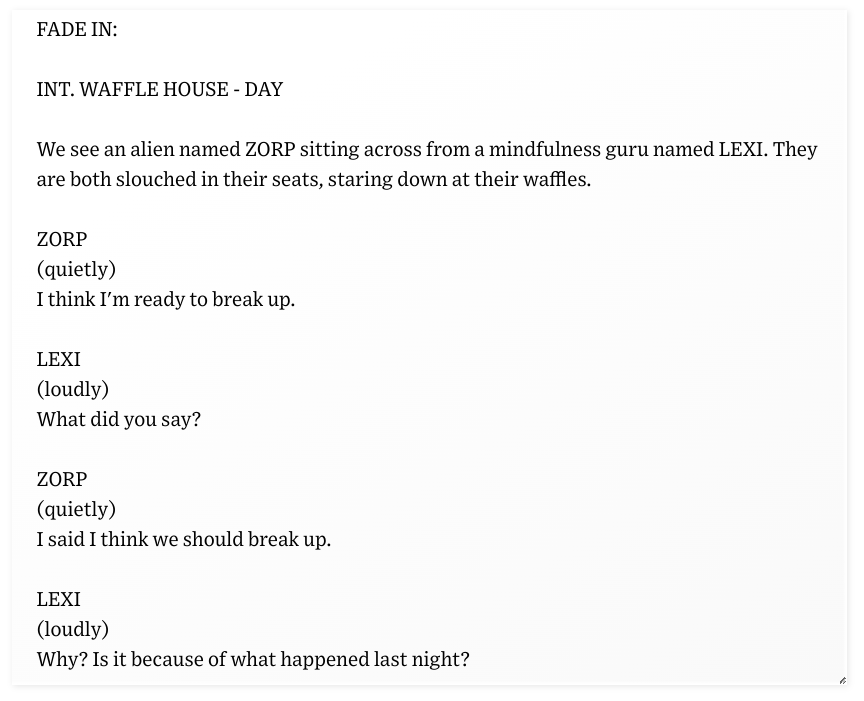 FADE IN:
INT. WAFFLE HOUSE - DAY
We see an alien named ZORP sitting across from a mindfulness guru named LEXI. They
are both slouched in their seats, staring down at their waffles.
ZORP
(quietly)
I think I'm ready to break up.
LEXI
(loudly)
What did you say?
ZORP
(quietly)
I said I think we should break up.
LEXI
(loudly)
Why? Is it because of what happened last night?